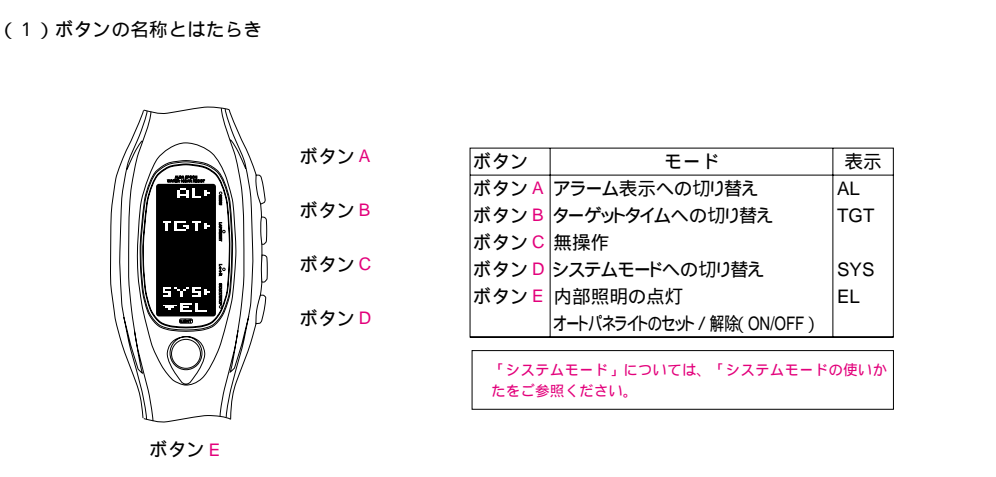 (１)ボタンの名称とはたらき
AL
TGT
SYS
EL
ボタン A
ボタン B
ボタン C
ボタン D
ボタン E
ボタン モード 表示
ボタン A アラーム表示への切り替え AL
ボタン B ターゲットタイムへの切り替え TGT
ボタン C 無操作
ボタン D システムモードへの切り替え SYS
ボタン E 内部照明の点灯 EL
オートパネライトのセット / 解除( ON/OFF )
「システムモード」については、「システムモードの使いか
たをご参照ください。